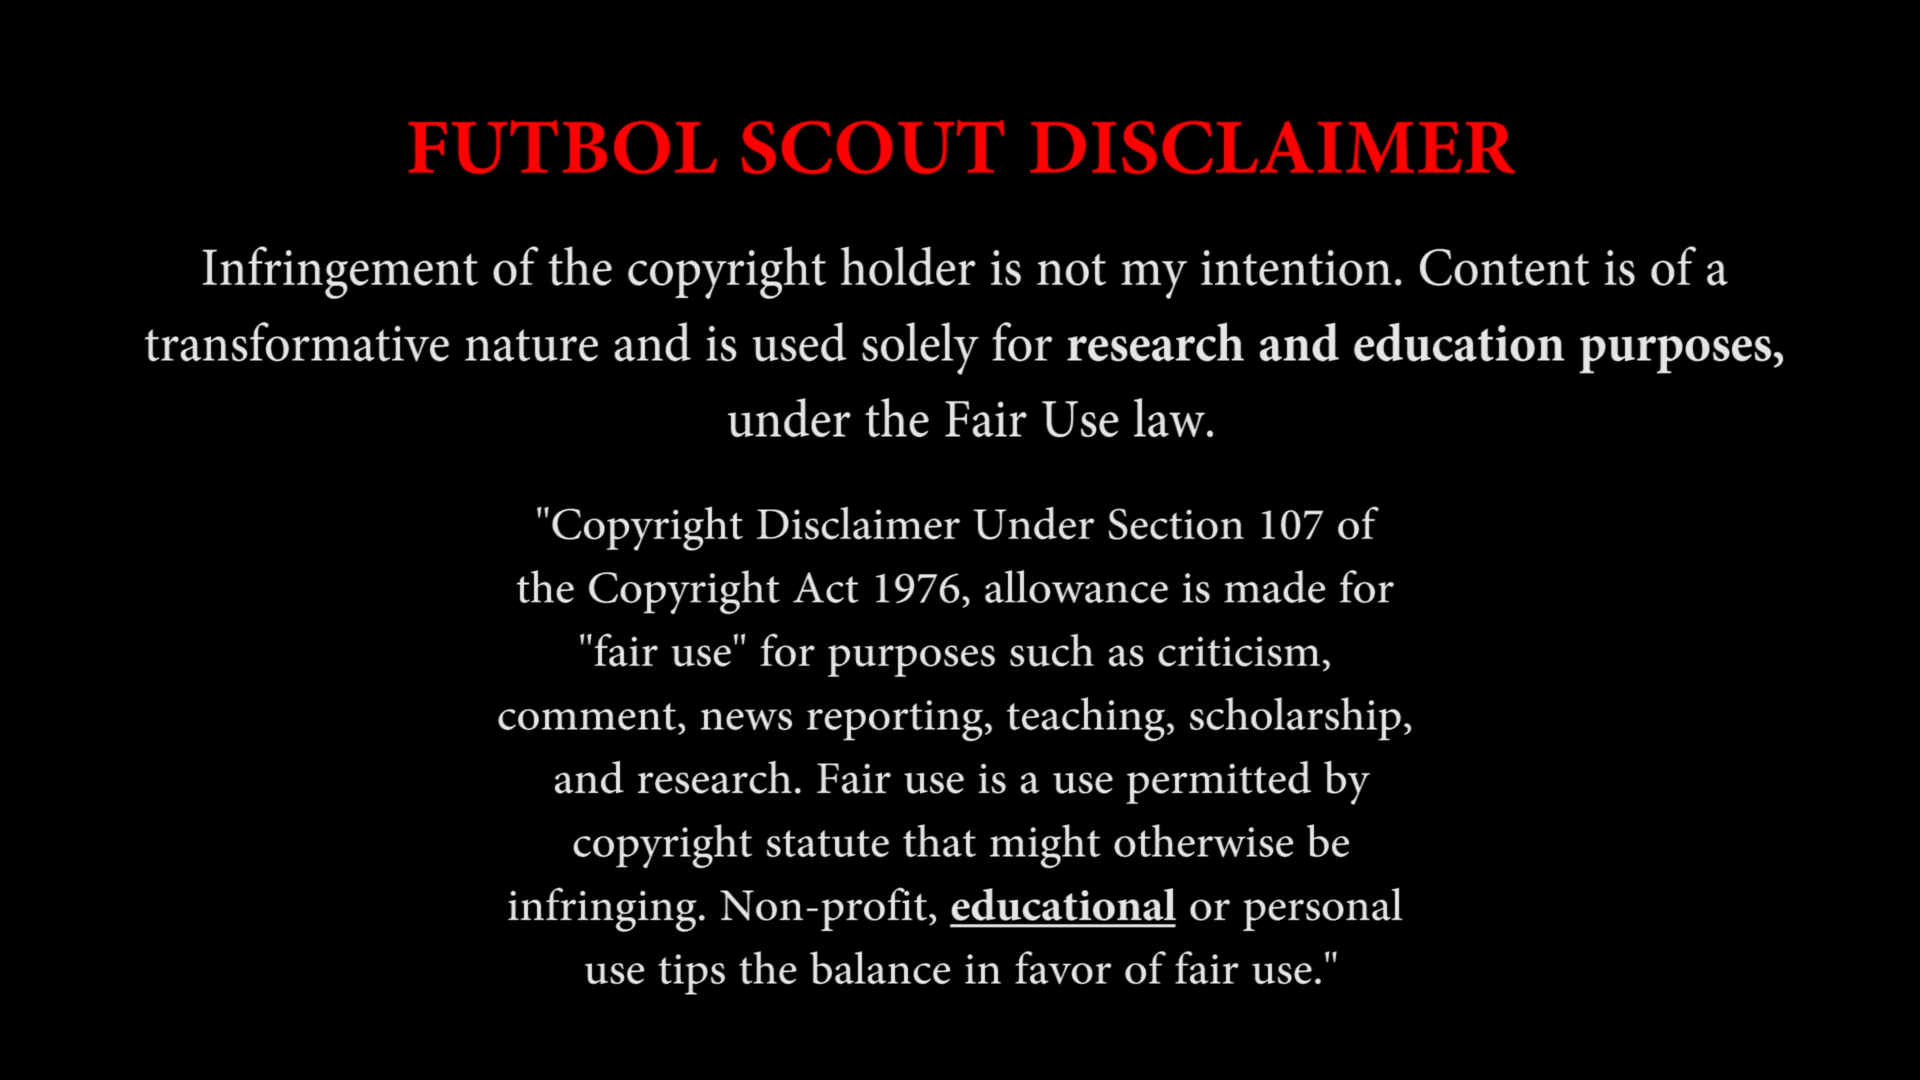 FUTBOL SCOUT DISCLAIMER
Infringement of the copyright holder is not my intention. Content is of a
transformative nature and is used solely for research and education purposes,
under the Fair Use law.
"Copyright Disclaimer Under Section 107 of
the Copyright Act 1976, allowance is made for
"fair use" for purposes such as criticism,
comment, news reporting, teaching, scholarship,
and research. Fair use is a use permitted by
copyright statute that might otherwise be
infringing. Non-profit, educational or personal
use tips the balance in favor of fair use."